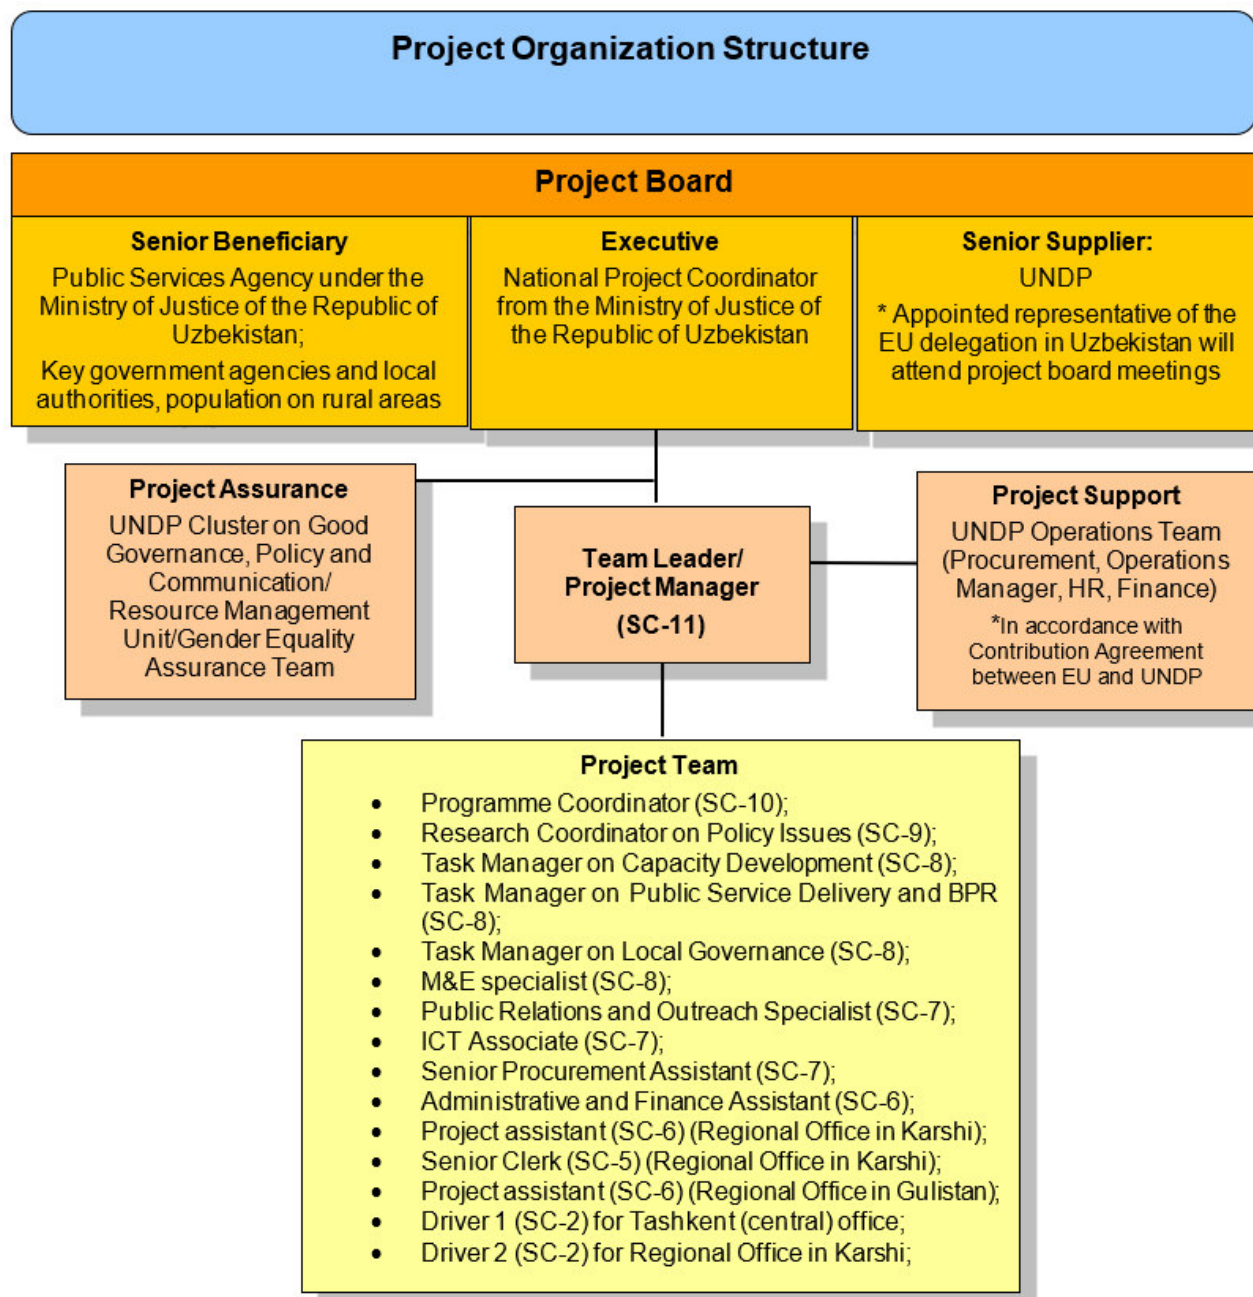 Project Organization Structure
Project Board
Senior Beneficiary
Public Services Agency under the
Ministry of Justice of the Republic of
Uzbekistan;
Key government agencies and local
authorities, population on rural areas
Executive
National Project Coordinator
from the Ministry of Justice of
the Republic of Uzbekistan
Senior Supplier:
UNDP
* Appointed representative of the
EU delegation in Uzbekistan will
attend project board meetings
Project Assurance
UNDP Cluster on Good
Governance, Policy and
Communication/
Resource Management
Unit/Gender Equality
Assurance Team
Team Leader/
Project Manager
(SC-11)
Project Support
UNDP Operations Team
(Procurement, Operations
Manager, HR, Finance)
*In accordance with
Contribution Agreement
between EU and UNDP
Project Team
• Programme Coordinator (SC-10);
• Research Coordinator on Policy Issues (SC-9);
• Task Manager on Capacity Development (SC-8);
• Task Manager on Public Service Delivery and BPR
(SC-8);
• Task Manager on Local Governance (SC-8);
• M&E specialist (SC-8);
• Public Relations and Outreach Specialist (SC-7);
• ICT Associate (SC-7);
• Senior Procurement Assistant (SC-7);
• Administrative and Finance Assistant (SC-6);
• Project assistant (SC-6) (Regional Office in Karshi);
• Senior Clerk (SC-5) (Regional Office in Karshi);
• Project assistant (SC-6) (Regional Office in Gulistan);
• Driver 1 (SC-2) for Tashkent (central) office;
• Driver 2 (SC-2) for Regional Office in Karshi;